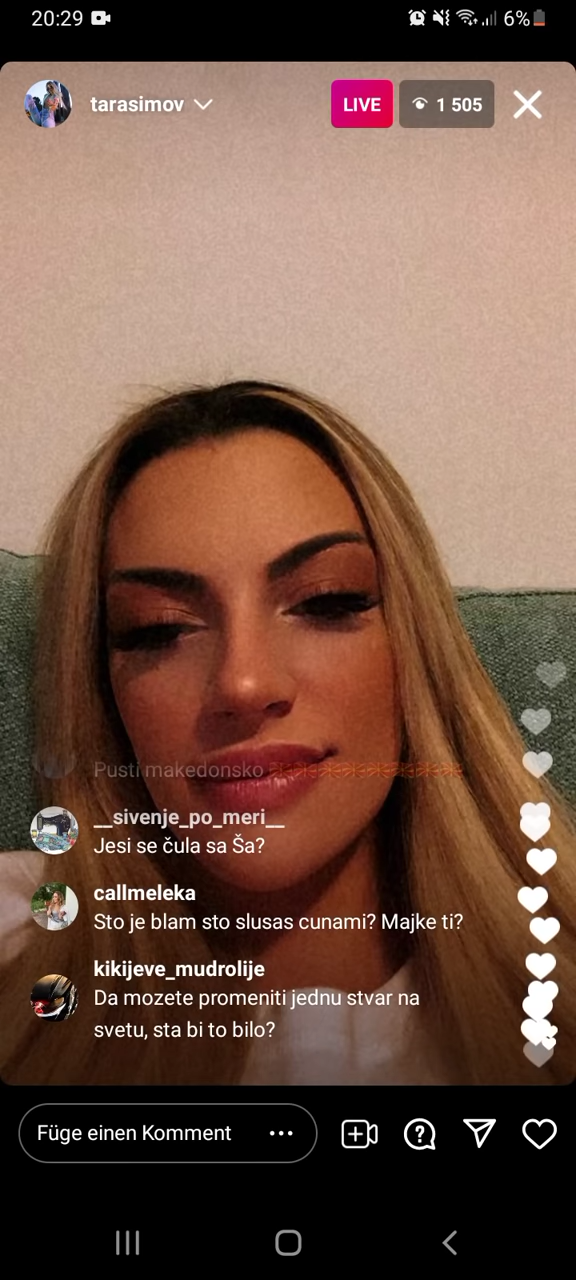 20:29
6%
tarasimov
LIVE
1 505
Pusti makedonsko
__sivenje_po_meri__
Jesi se čula sa Ša?
callmeleka
Sto je blam sto slusas cunami? Majke ti?
kikijeve_mudrolije
Da mozete promeniti jednu stvar na
svetu, sta bi to bilo?
Füge einen Komment